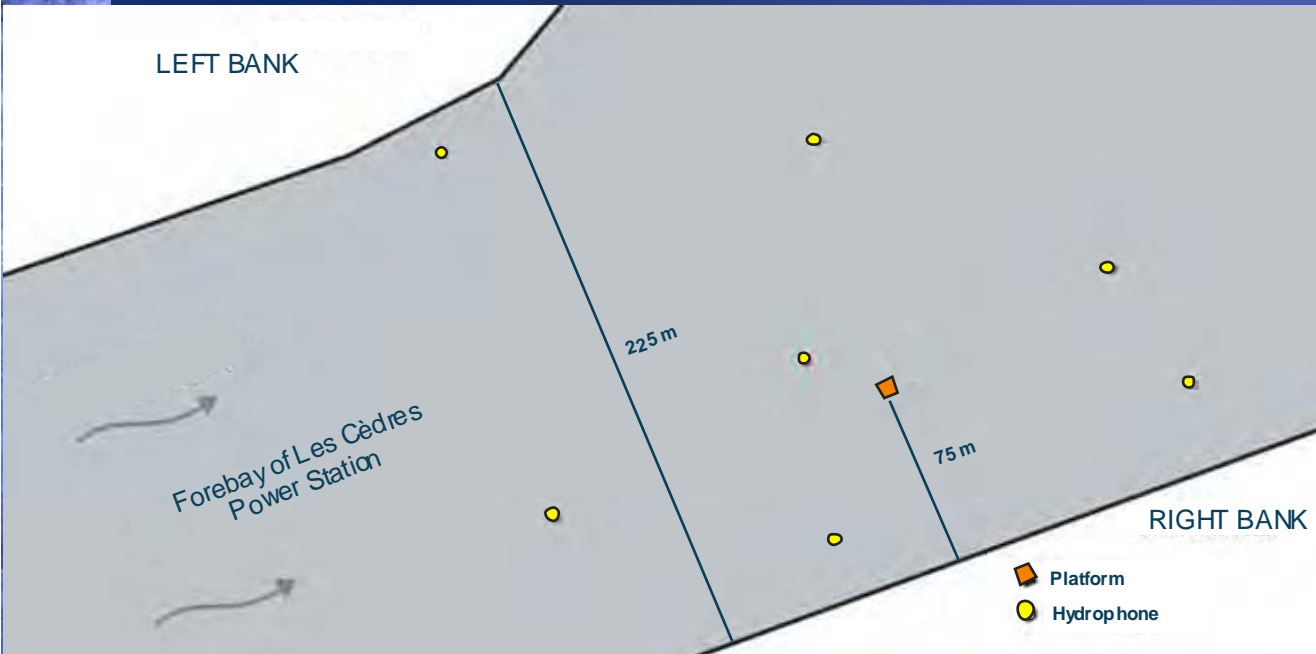 LEFT BANK
225 m
75 m
Forebay of Les Cèdres
Power Station
RIGHT BANK
Platform
Hydrophone